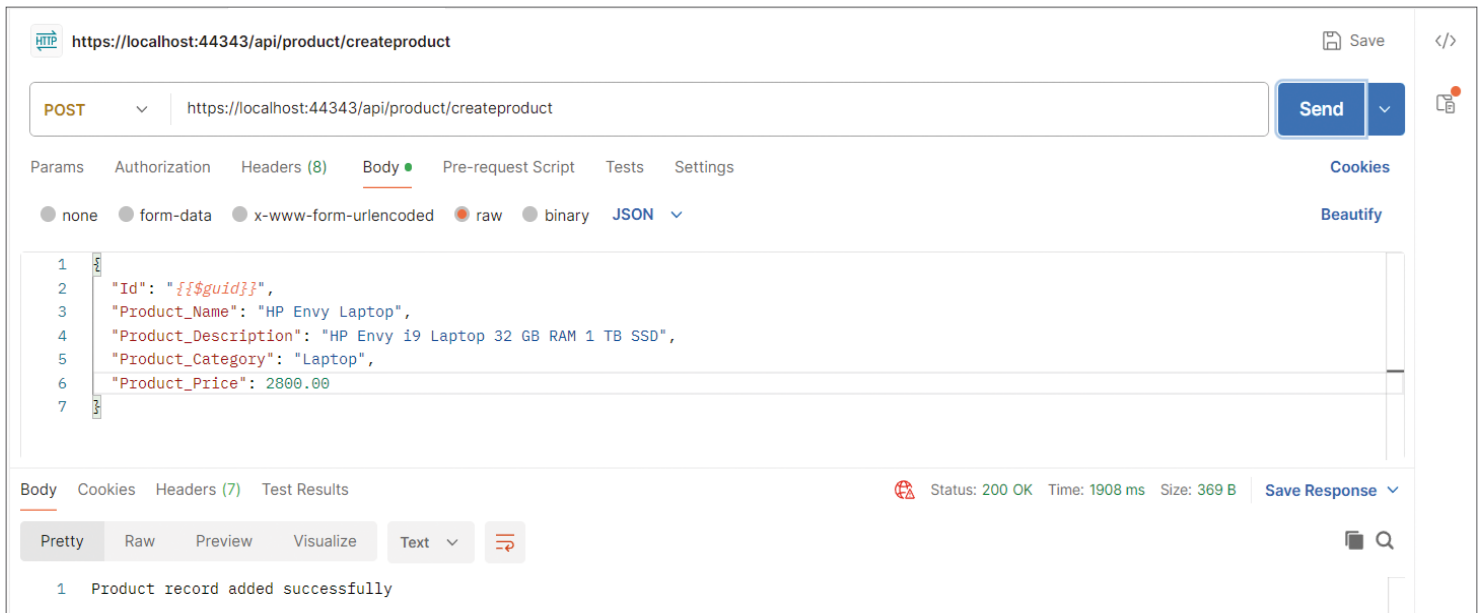 HTTP https://localhost:44343/api/product/createproduct Save </>
POST https://localhost:44343/api/product/createproduct Send
Params Authorization Headers (8) Body Pre-request Script Tests Settings Cookies
none form-data x-www-form-urlencoded raw binary JSON Beautify
1 {
2 "Id": "{{$guid}}",
3 "Product_Name": "HP Envy Laptop",
4 "Product_Description": "HP Envy i9 Laptop 32 GB RAM 1 TB SSD",
5 "Product_Category": "Laptop",
6 "Product_Price": 2800.00
7 }
Body Cookies Headers (7) Test Results Status: 200 OK Time: 1908 ms Size: 369 B Save Response
Pretty Raw Preview Visualize Text
1 Product record added successfully